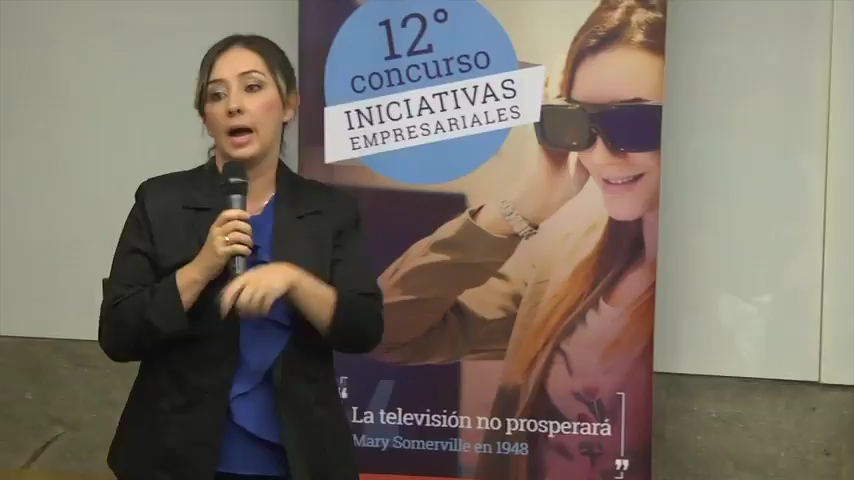 12°
concurso
INICIATIVAS
EMPRESARIALES
“
La televisión no prosperará
Mary Somerville en 1948
”